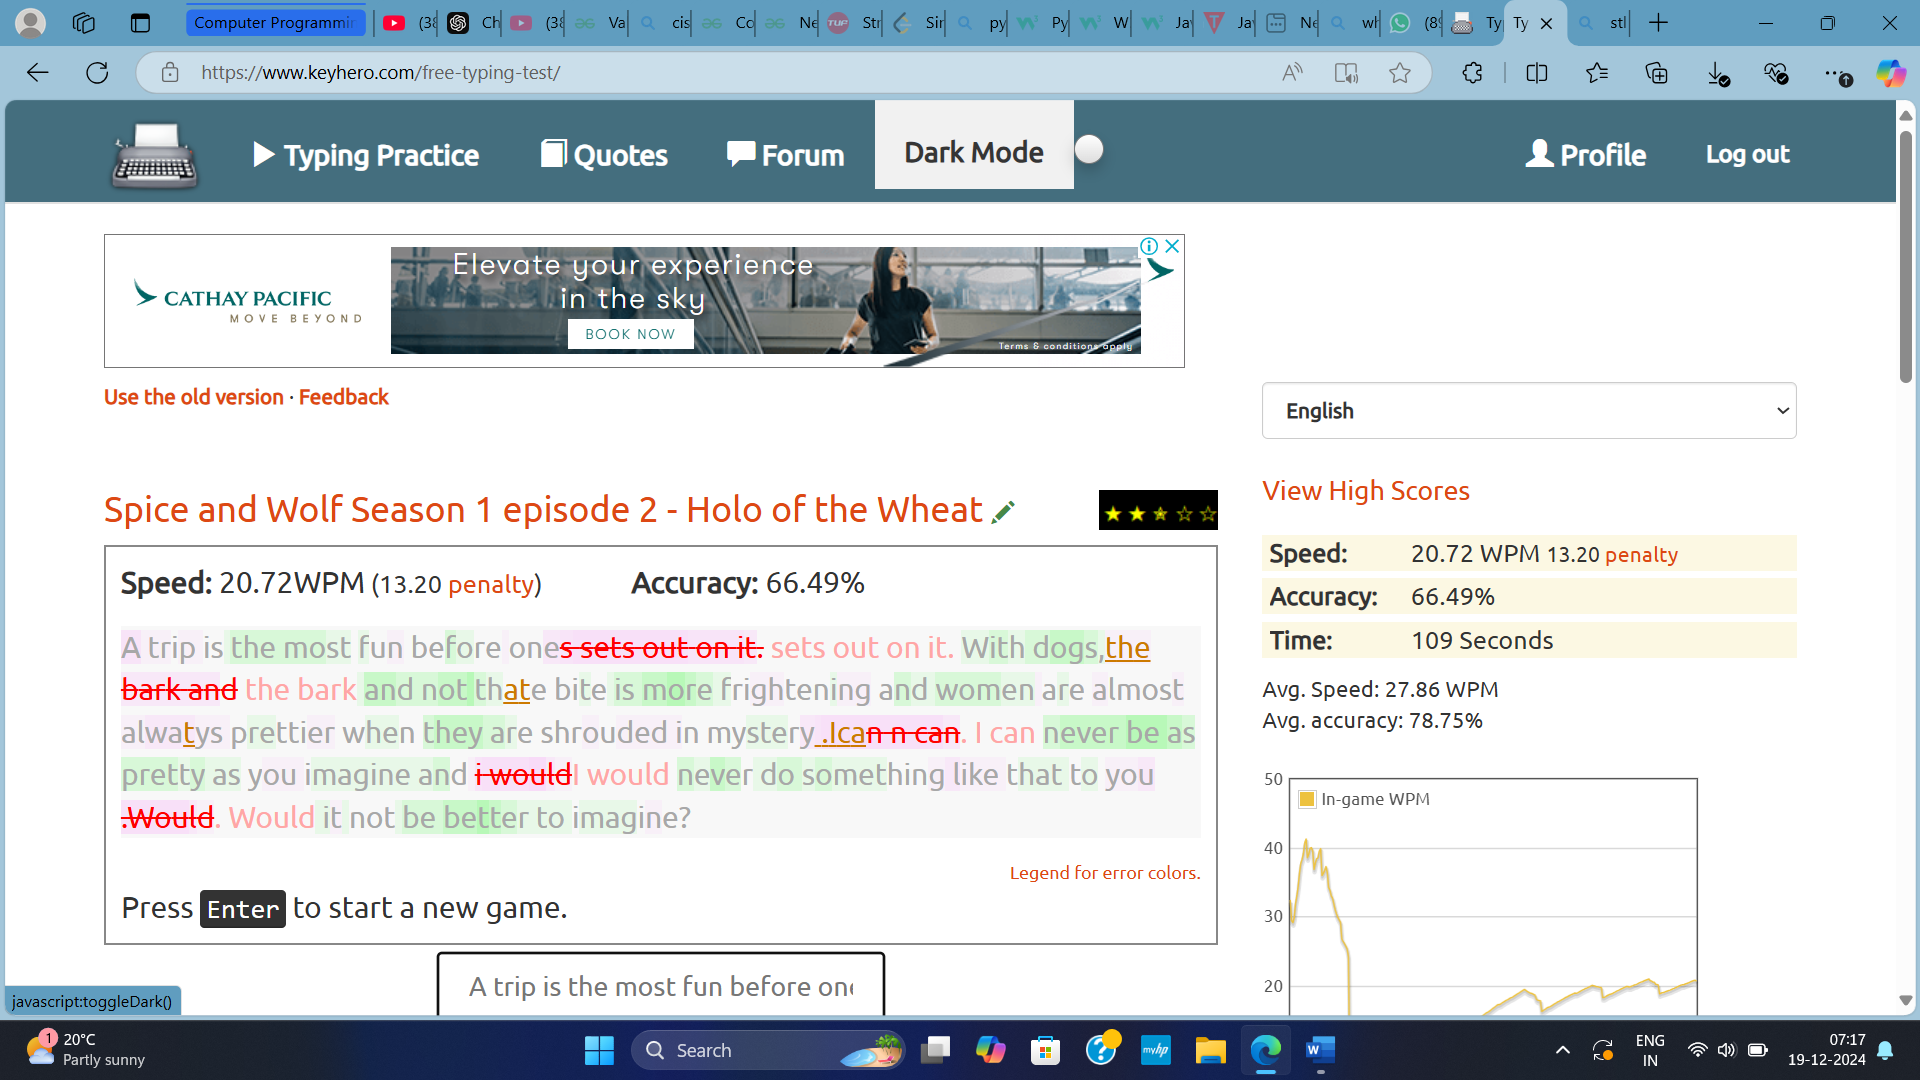 Computer Programmin
(38
Ch
(38
Va
cis
Co
Ne
Str
Sir
py
Py
W
Ja
Ja
Ne
wh
(89
Ty
Ty
stl
https://www.keyhero.com/free-typing-test/
Typing Practice
Quotes
Forum
Dark Mode
Profile
Log out
CATHAY PACIFIC
MOVE BEYOND
Elevate your experience
in the sky
BOOK NOW
Terms & conditions apply
Use the old version · Feedback
English
Spice and Wolf Season 1 episode 2 - Holo of the Wheat
View High Scores
Speed: 20.72WPM (13.20 penalty) Accuracy: 66.49%
A trip is the most fun before ones sets out on it. sets out on it. With dogs,the
bark and the bark and not thate bite is more frightening and women are almost
alwatys prettier when they are shrouded in mystery .Ican n can. I can never be as
pretty as you imagine and i wouldI would never do something like that to you
.Would. Would it not be better to imagine?
Legend for error colors.
Press Enter to start a new game.
A trip is the most fun before one
Speed: 20.72 WPM 13.20 penalty
Accuracy: 66.49%
Time: 109 Seconds
Avg. Speed: 27.86 WPM
Avg. accuracy: 78.75%
50
In-game WPM
40
30
20
javascript:toggleDark()
1
20°C
Partly sunny
Search
myhp
W
ENG
IN
07:17
19-12-2024